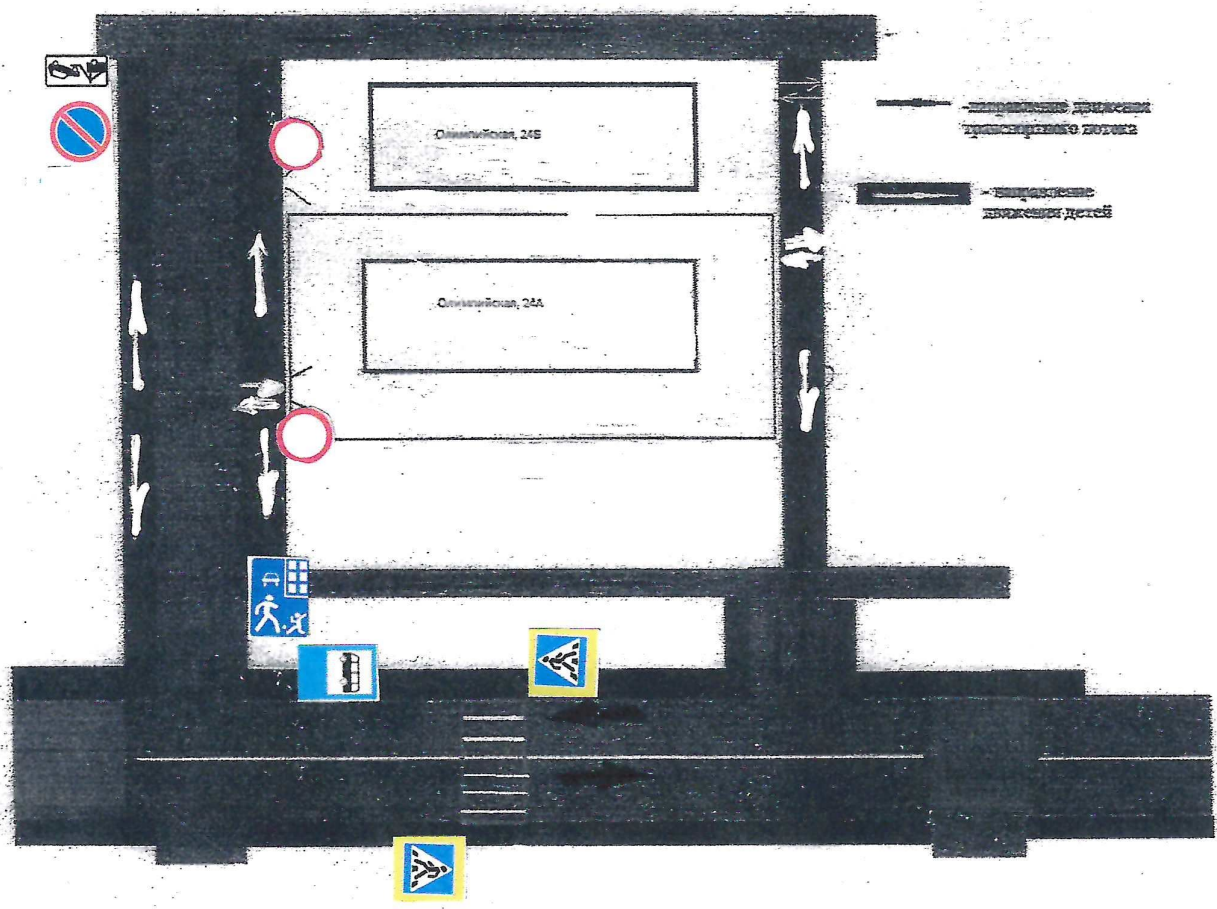 Олимпийская, 24Б
- направление движения
транспортного потока
- направление
движения детей
Олимпийская, 24А